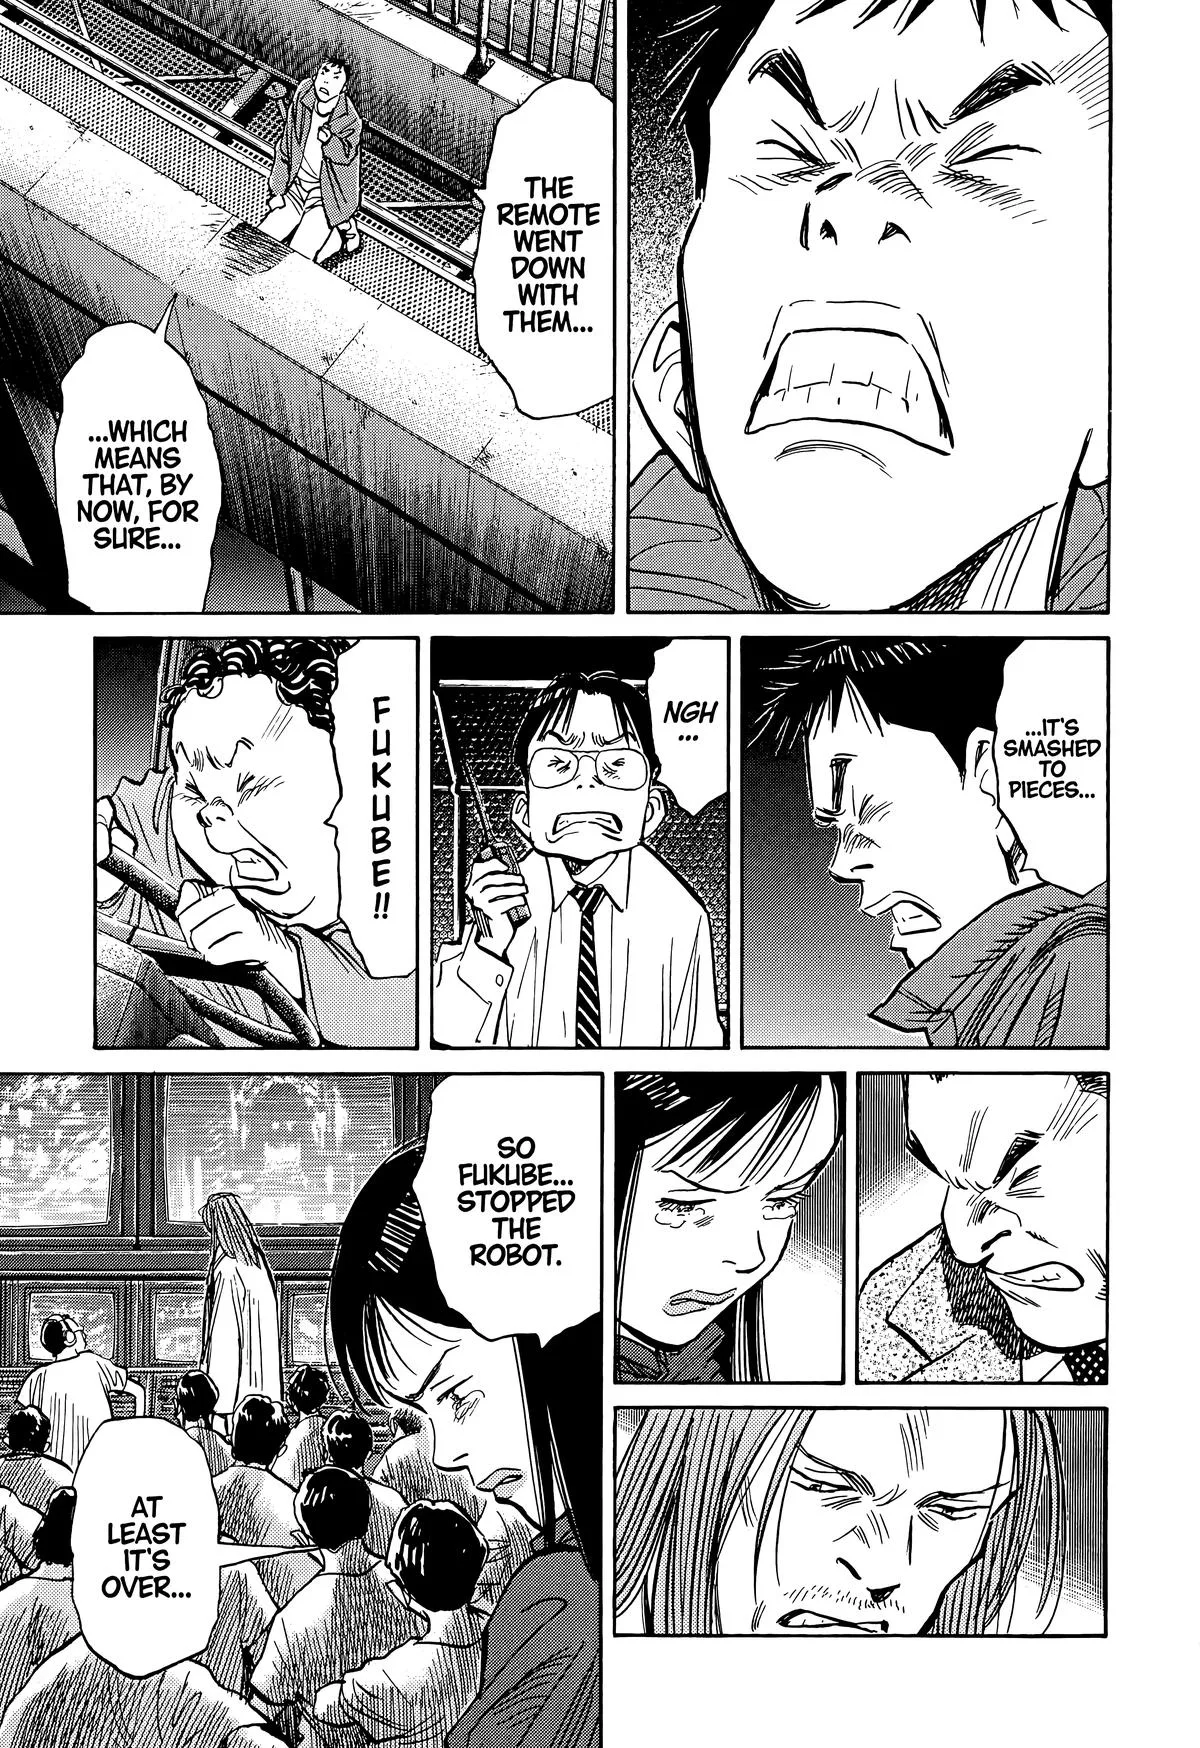 THE
REMOTE
WENT
DOWN
WITH
THEM...
...WHICH
MEANS
THAT, BY
NOW, FOR
SURE...
...IT'S
SMASHED
TO
PIECES...
NGH
...
FUKUBE!!
SO
FUKUBE...
STOPPED
THE
ROBOT.
AT
LEAST
IT'S
OVER...